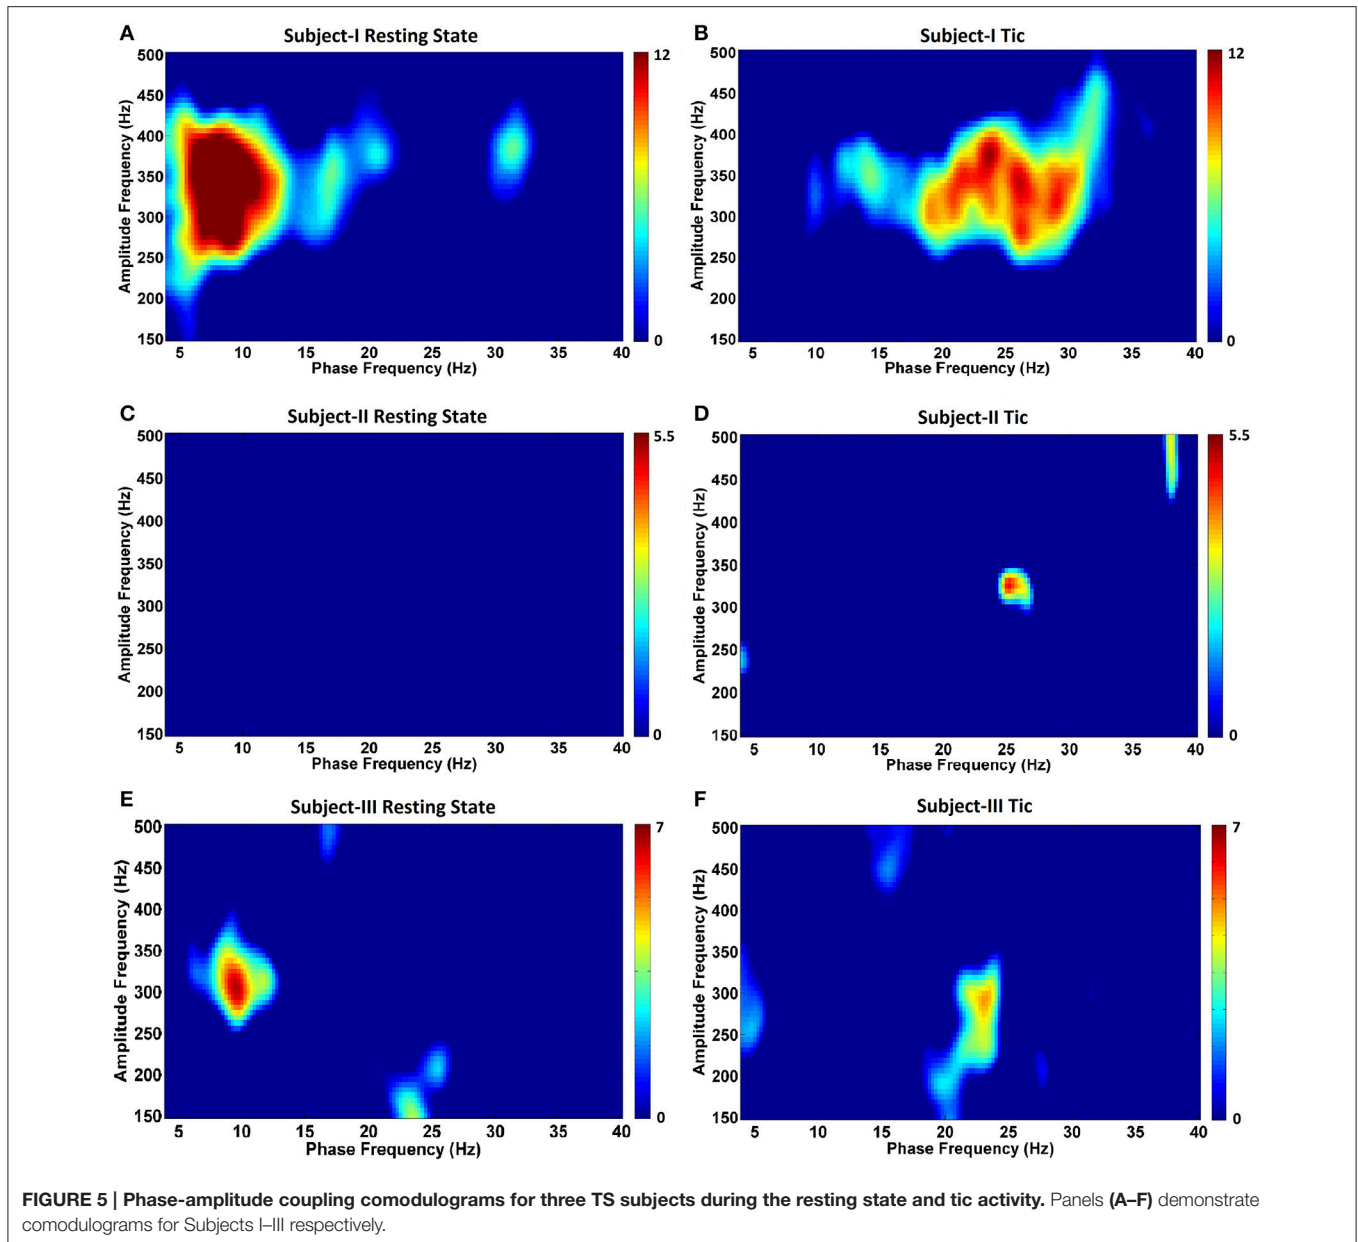 A
Subject-I Resting State
Amplitude Frequency (Hz)
500
450
400
350
300
250
200
150
5 10 15 20 25 30 35 40
Phase Frequency (Hz)
12
0
B
Subject-I Tic
Amplitude Frequency (Hz)
500
450
400
350
300
250
200
150
5 10 15 20 25 30 35 40
Phase Frequency (Hz)
12
0
C
Subject-II Resting State
Amplitude Frequency (Hz)
500
450
400
350
300
250
200
150
5 10 15 20 25 30 35 40
Phase Frequency (Hz)
5.5
0
D
Subject-II Tic
Amplitude Frequency (Hz)
500
450
400
350
300
250
200
150
5 10 15 20 25 30 35 40
Phase Frequency (Hz)
5.5
0
E
Subject-III Resting State
Amplitude Frequency (Hz)
500
450
400
350
300
250
200
150
5 10 15 20 25 30 35 40
Phase Frequency (Hz)
7
0
F
Subject-III Tic
Amplitude Frequency (Hz)
500
450
400
350
300
250
200
150
5 10 15 20 25 30 35 40
Phase Frequency (Hz)
7
0
FIGURE 5 | Phase-amplitude coupling comodulograms for three TS subjects during the resting state and tic activity. Panels (A–F) demonstrate
comodulograms for Subjects I–III respectively.